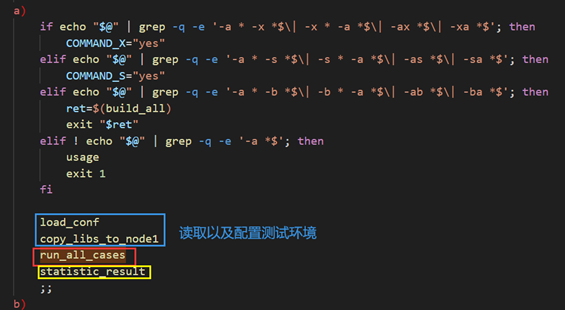 a)
if echo "$@" | grep -q -e '-a * -x *$\| -x * -a *$\| -ax *$\| -xa *$'; then
COMMAND_X="yes"
elif echo "$@" | grep -q -e '-a * -s *$\| -s * -a *$\| -as *$\| -sa *$'; then
COMMAND_S="yes"
elif echo "$@" | grep -q -e '-a * -b *$\| -b * -a *$\| -ab *$\| -ba *$'; then
ret=$(build_all)
exit "$ret"
elif ! echo "$@" | grep -q -e '-a *$'; then
usage
exit 1
fi
load_conf
copy_libs_to_node1
读取以及配置测试环境
run_all_cases
statistic_result
;;
b)